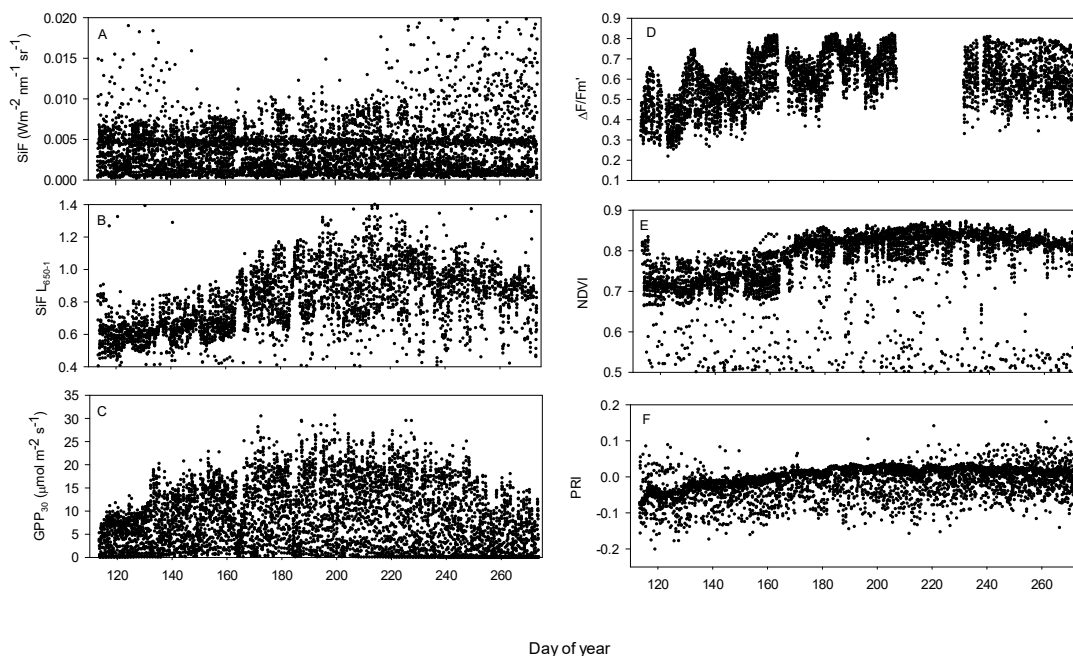 A
0.020
0.015
0.010
0.005
0.000
SiF (Wm⁻² nm⁻¹ sr⁻¹)
B
1.4
1.2
1.0
0.8
0.6
0.4
SiF L₆₅₀₋₁
C
35
30
25
20
15
10
5
0
GPP₃₀ (µmol m⁻² s⁻¹)
120 140 160 180 200 220 240 260
D
0.9
0.8
0.7
0.6
0.5
0.4
0.3
0.2
0.1
ΔF/Fm'
E
0.9
0.8
0.7
0.6
0.5
NDVI
F
0.2
0.1
0.0
-0.1
-0.2
PRI
120 140 160 180 200 220 240 260
Day of year